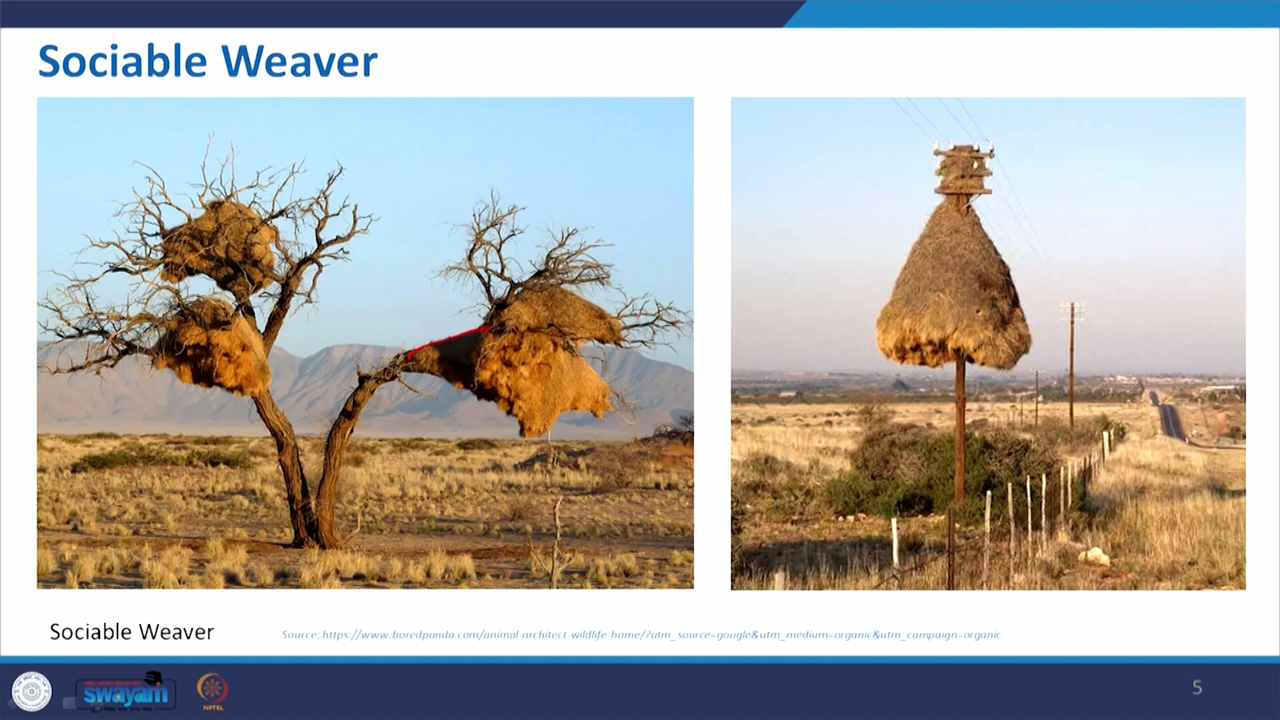 Sociable Weaver
Sociable Weaver
Source: https://www.boredpanda.com/animal-architect-wildlife-home/?utm_source=google&utm_medium=organic&utm_campaign=organic
swayam
NPTEL
5